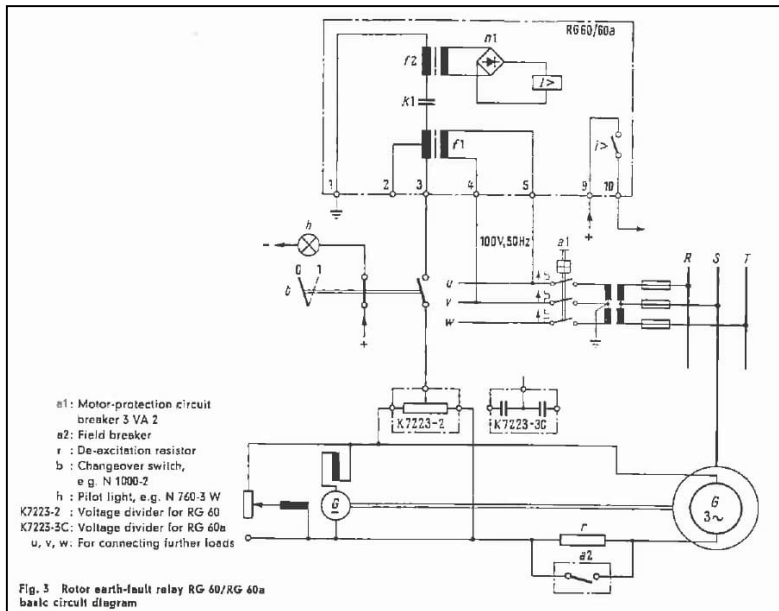 RG 60/60a
n1
f2
I>
K1
f1
i>
1
2
3
4
5
9
10
h
-
+
100V, 50Hz
a1
R
S
T
0
1
b
u
v
w
+
K7223-2
K7223-3C
a1: Motor-protection circuit
breaker 3 VA 2
a2: Field breaker
r : De-excitation resistor
b : Changeover switch,
e.g. N 1000-2
h : Pilot light, e.g. N 760-3 W
K7223-2 : Voltage divider for RG 60
K7223-3C: Voltage divider for RG 60a
u, v, w: For connecting further loads
G
G
3~
r
a2
Fig. 3 Rotor earth-fault relay RG 60/RG 60a
basic circuit diagram